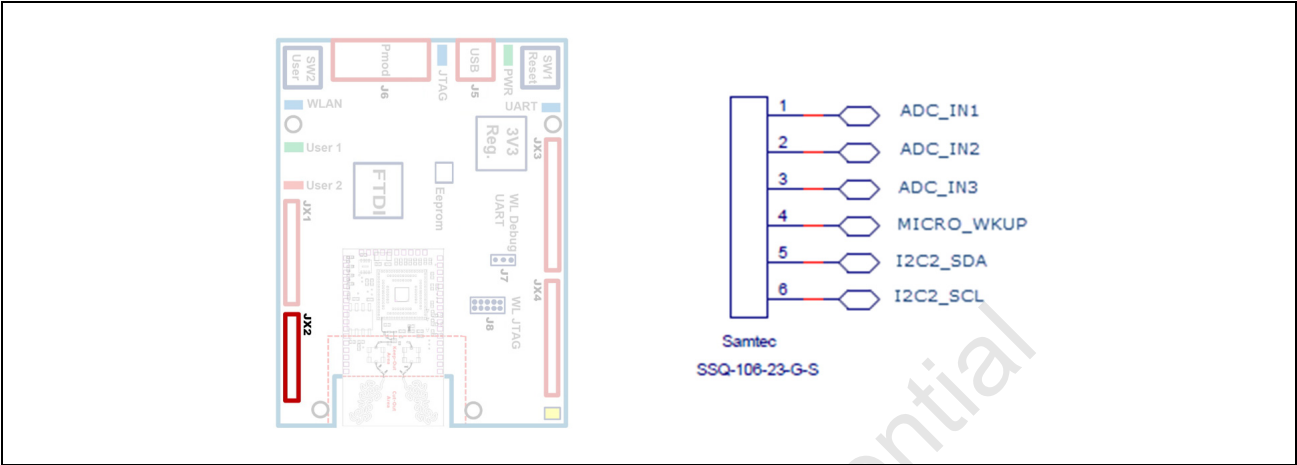 SW2
User
Pmod
J6
JTAG
USB
J5
PWR
SW1
Reset
WLAN
UART
User 1
User 2
3V3
Reg.
JX3
FTDI
Eeprom
JX1
WL Debug
UART
J7
JX4
WL JTAG
J8
JX2
1 ADC_IN1
2 ADC_IN2
3 ADC_IN3
4 MICRO_WKUP
5 I2C2_SDA
6 I2C2_SCL
Samtec
SSQ-106-23-G-S